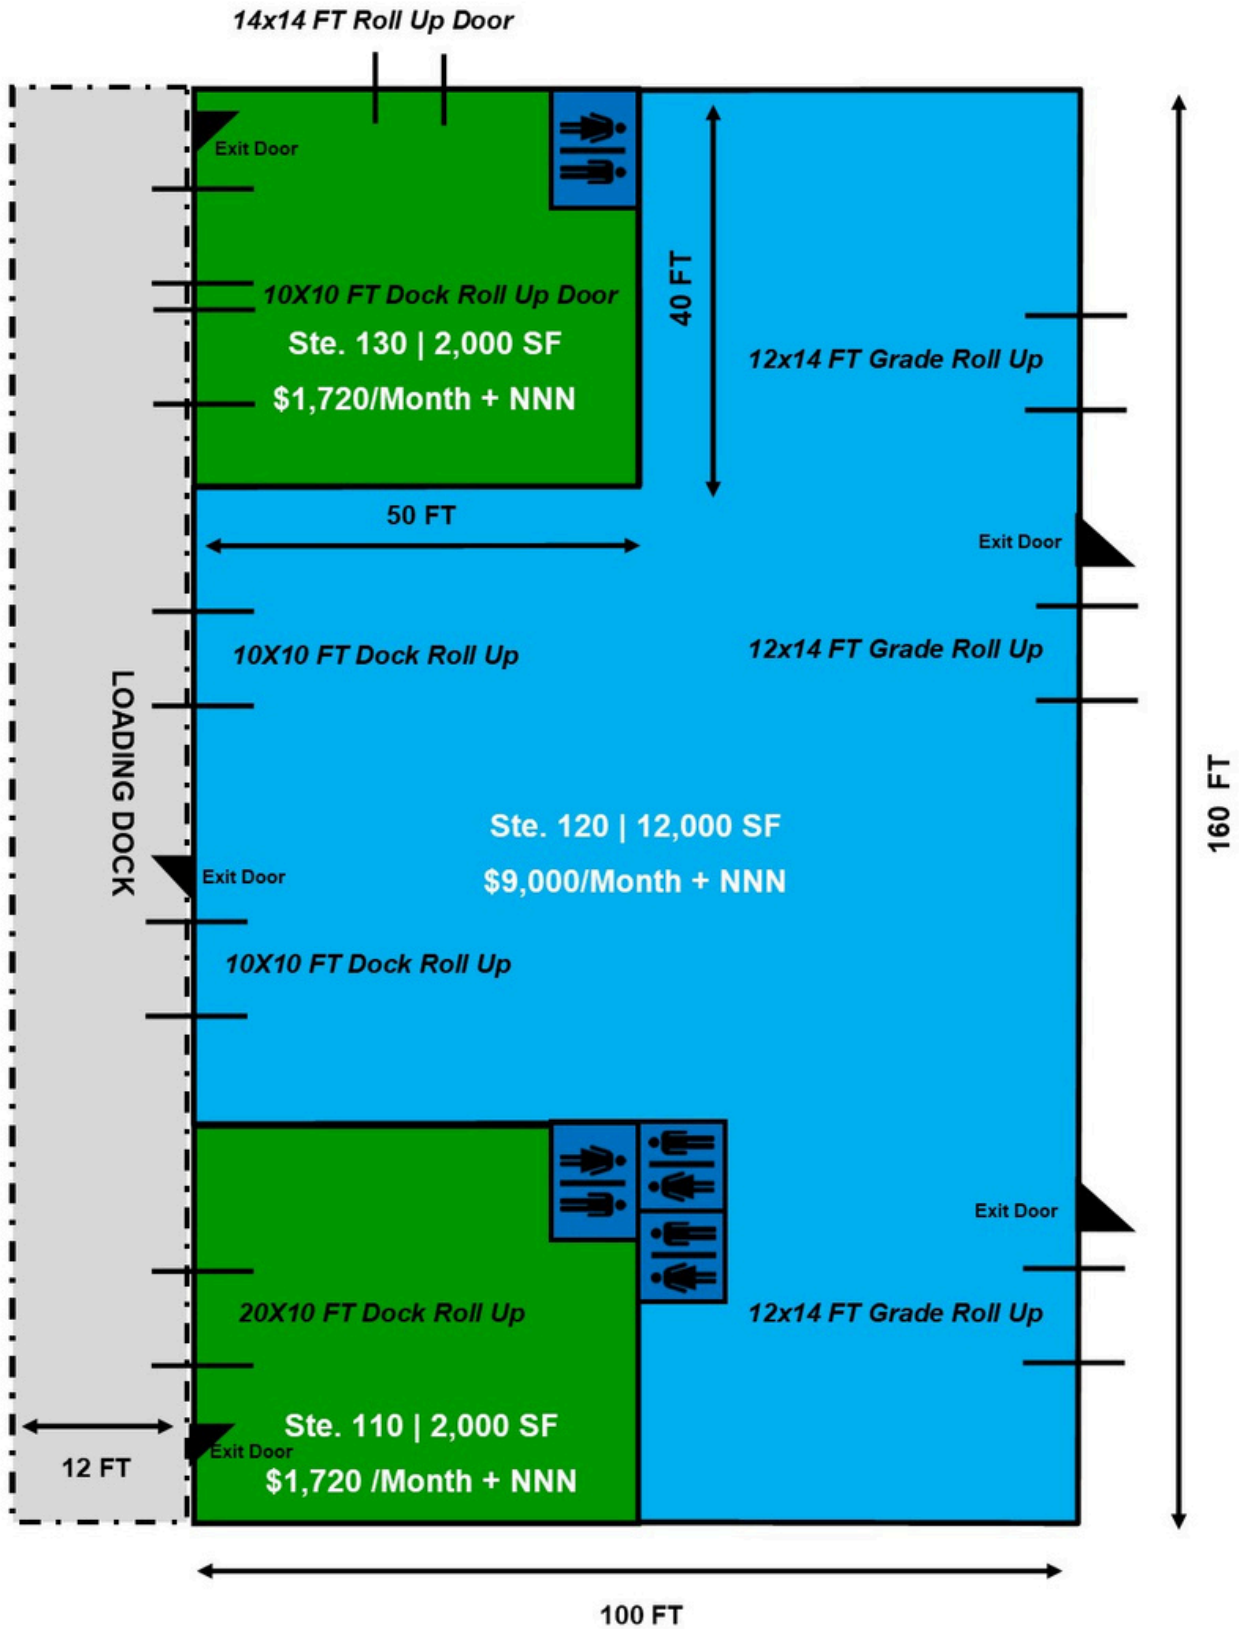 14x14 FT Roll Up Door
Exit Door
40 FT
10X10 FT Dock Roll Up Door
Ste. 130 | 2,000 SF
$1,720/Month + NNN
12x14 FT Grade Roll Up
50 FT
Exit Door
10X10 FT Dock Roll Up
12x14 FT Grade Roll Up
LOADING DOCK
160 FT
Ste. 120 | 12,000 SF
$9,000/Month + NNN
Exit Door
10X10 FT Dock Roll Up
Exit Door
20X10 FT Dock Roll Up
12x14 FT Grade Roll Up
Ste. 110 | 2,000 SF
Exit Door
$1,720 /Month + NNN
12 FT
100 FT